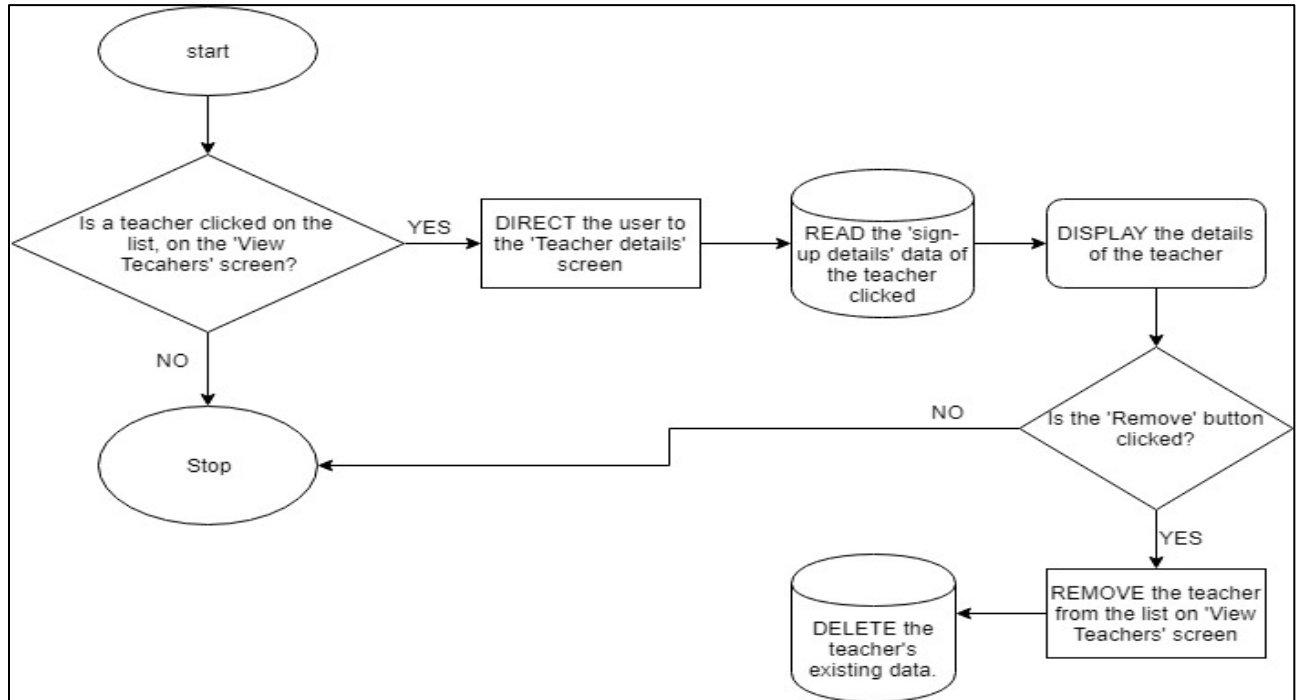 start
Is a teacher clicked on the
list, on the 'View
Tecahers' screen?
YES
DIRECT the user to
the 'Teacher details'
screen
READ the 'sign-
up details' data of
the teacher
clicked
DISPLAY the details
of the teacher
NO
Stop
NO
Is the 'Remove' button
clicked?
YES
REMOVE the teacher
from the list on 'View
Teachers' screen
DELETE the
teacher's
existing data.